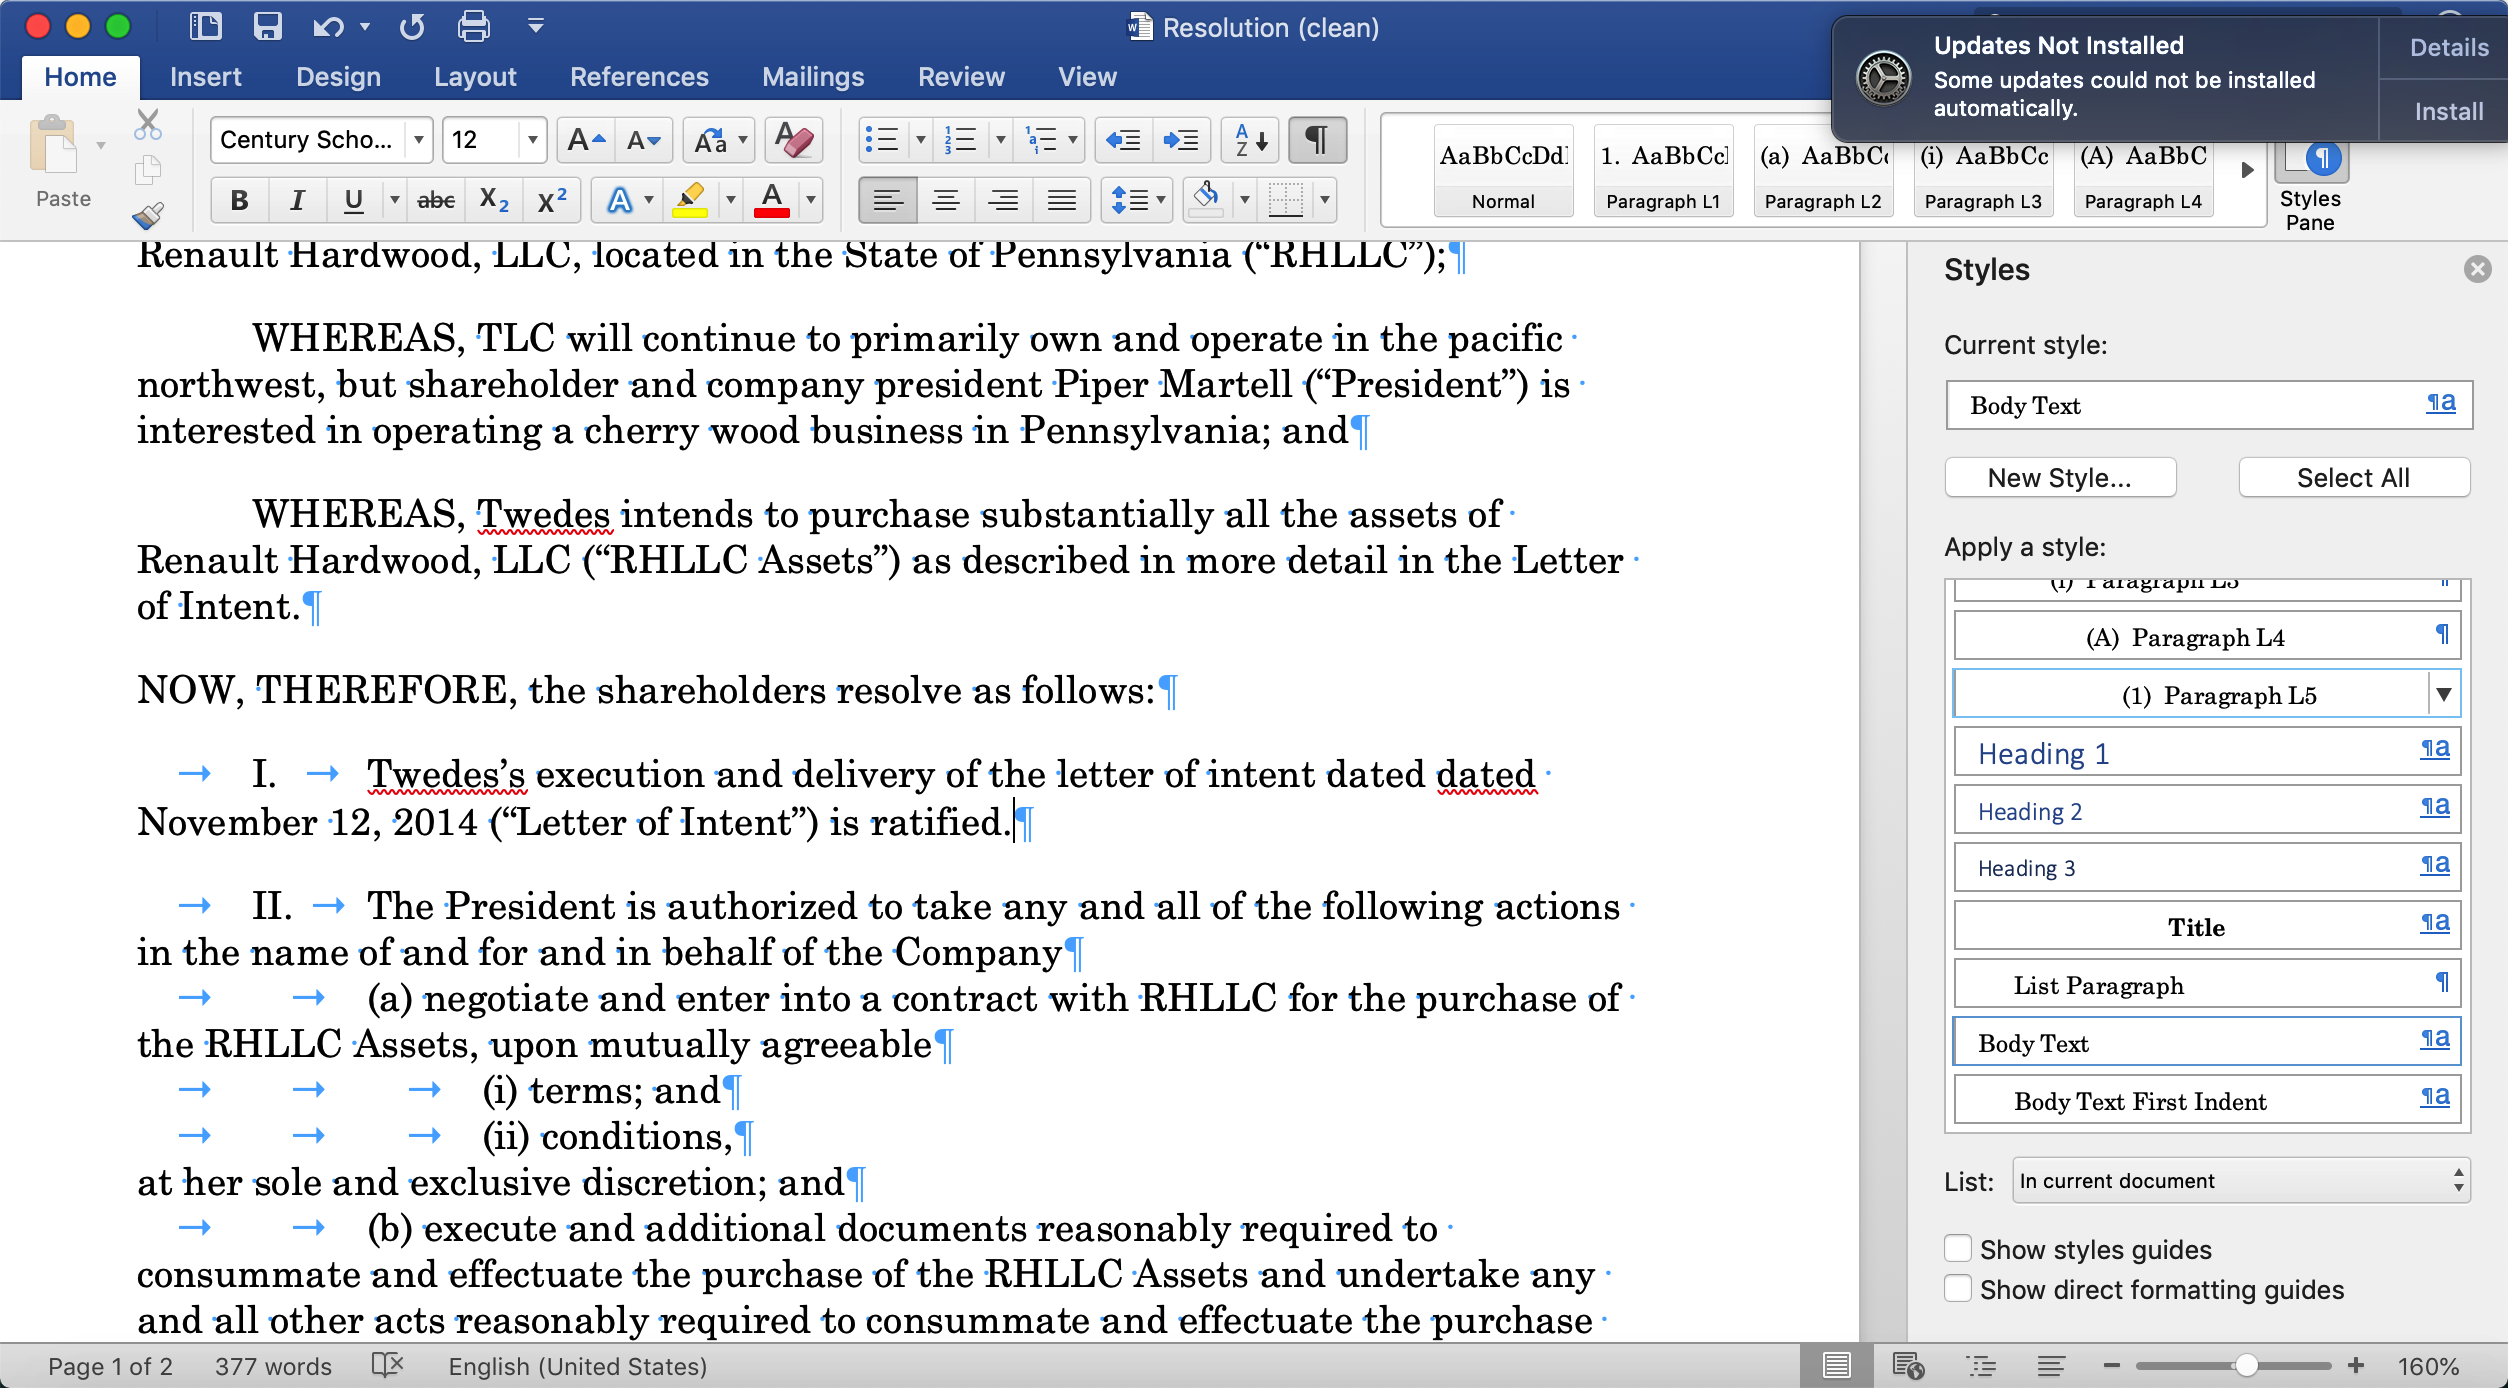 Resolution (clean)
Updates Not Installed
Some updates could not be installed
automatically.
Details
Install
Home Insert Design Layout References Mailings Review View
Paste
Century Scho... 12
AaBbCcDd 1. AaBbCc (a) AaBbC (i) AaBbCc (A) AaBbC
Normal Paragraph L1 Paragraph L2 Paragraph L3 Paragraph L4
Styles
Pane
B I U abc X₂ X² A A
Renault Hardwood, LLC, located in the State of Pennsylvania (“RHLLC”);¶
WHEREAS, TLC will continue to primarily own and operate in the pacific
northwest, but shareholder and company president Piper Martell (“President”) is
interested in operating a cherry wood business in Pennsylvania; and¶
WHEREAS, Twedes intends to purchase substantially all the assets of
Renault Hardwood, LLC (“RHLLC Assets”) as described in more detail in the Letter
of Intent.¶
NOW, THEREFORE, the shareholders resolve as follows:¶
→ I. → Twedes’s execution and delivery of the letter of intent dated dated
November 12, 2014 (“Letter of Intent”) is ratified.¶
→ II. → The President is authorized to take any and all of the following actions
in the name of and for and in behalf of the Company¶
→ → (a) negotiate and enter into a contract with RHLLC for the purchase of
the RHLLC Assets, upon mutually agreeable¶
→ → → (i) terms; and¶
→ → → (ii) conditions,¶
at her sole and exclusive discretion; and¶
→ → (b) execute and additional documents reasonably required to
consummate and effectuate the purchase of the RHLLC Assets and undertake any
and all other acts reasonably required to consummate and effectuate the purchase
Styles
Current style:
Body Text ¶a
New Style... Select All
Apply a style:
(i) Paragraph L3 ¶
(A) Paragraph L4 ¶
(1) Paragraph L5
Heading 1 ¶a
Heading 2 ¶a
Heading 3 ¶a
Title ¶a
List Paragraph ¶
Body Text ¶a
Body Text First Indent ¶a
List: In current document
Show styles guides
Show direct formatting guides
Page 1 of 2 377 words English (United States) 160%